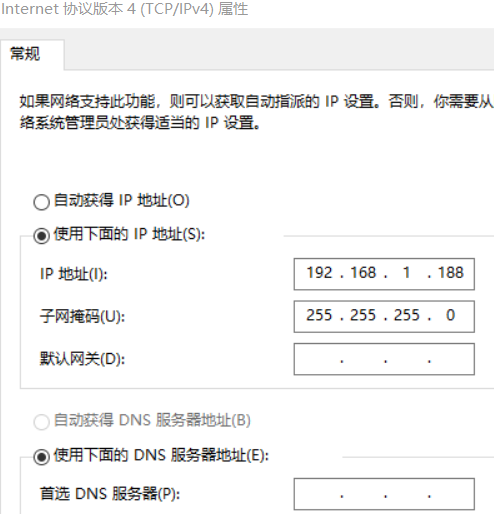 Internet 协议版本 4 (TCP/IPv4) 属性
常规
如果网络支持此功能，则可以获取自动指派的 IP 设置。否则，你需要从
络系统管理员处获得适当的 IP 设置。
自动获得 IP 地址(O)
使用下面的 IP 地址(S):
IP 地址(I): 192 . 168 . 1 . 188
子网掩码(U): 255 . 255 . 255 . 0
默认网关(D): . . .
自动获得 DNS 服务器地址(B)
使用下面的 DNS 服务器地址(E):
首选 DNS 服务器(P): . . .